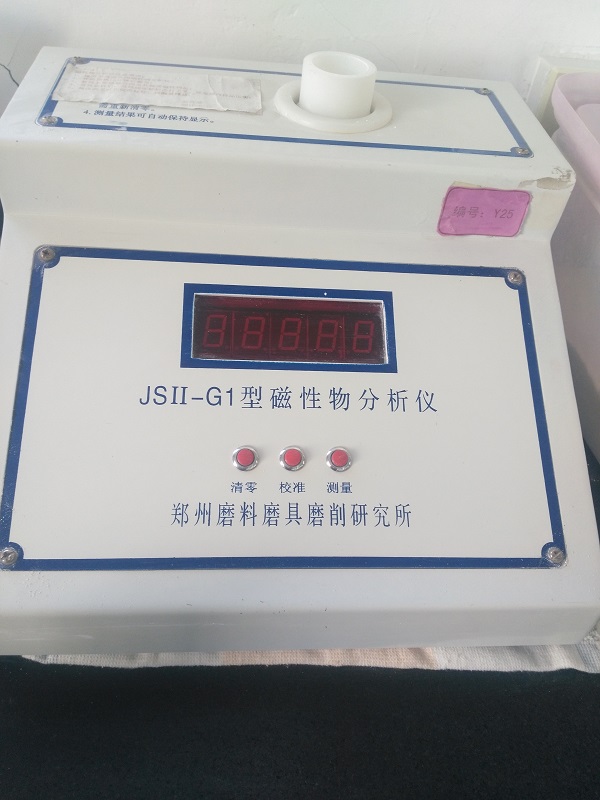 4.测量结果可自动保持显示。
编号：Y25
JSII-G1型磁性物分析仪
清零 校准 测量
郑州磨料磨具磨削研究所